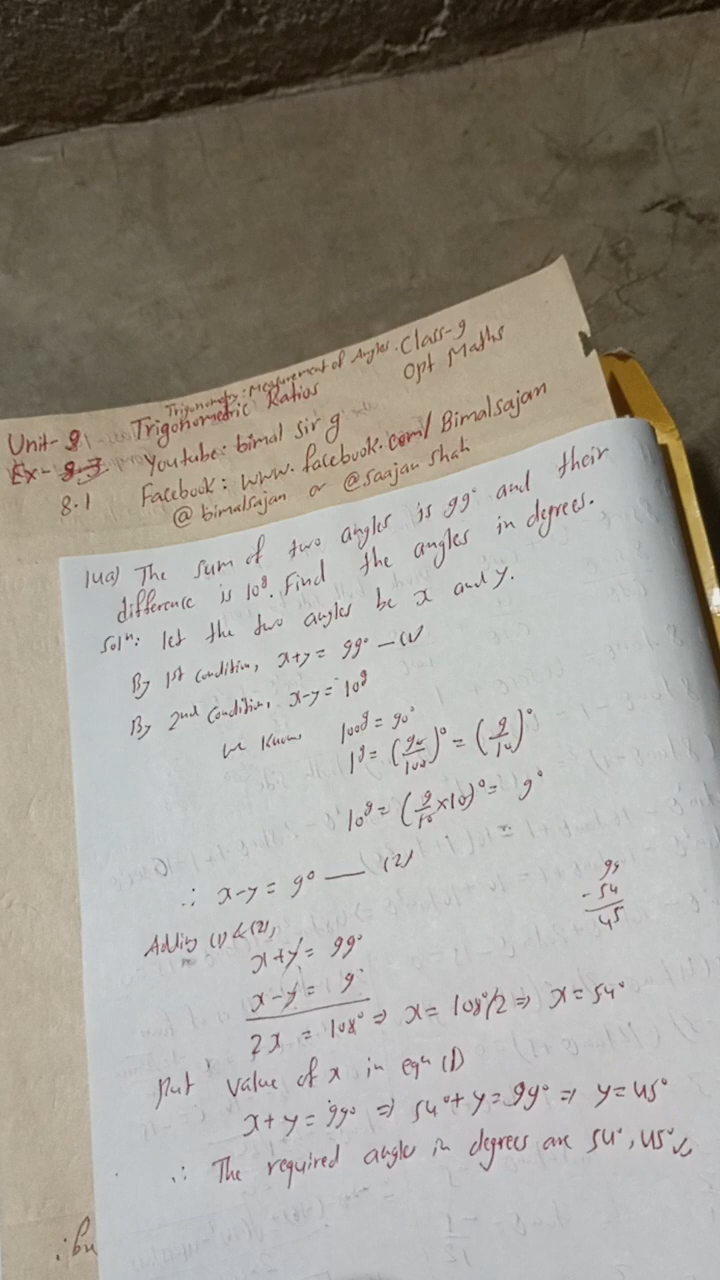 Trigonometry: Measurement of Angles. Class-9
Unit-8 Trigonometric Ratios Opt Maths
Ex- 8.3 Youtube: bimal sir g
8.1 Facebook: www.facebook.com/Bimalsajan
@bimalsajan or @saajan shah
14a) The sum of two angles is 99° and their
difference is 10g. Find the angles in degrees.
Solⁿ: let the two angles be x and y.
By 1st condition, x+y = 99° —(1)
By 2nd Condition, x-y = 10g
we know, 100g = 90°
1g = (90/100)° = (9/10)°
10g = (9/10 × 10)° = 9°
∴ x-y = 9° — (2)
Adding (1) & (2),
x+y = 99°
x-y = 9°
2x = 108° ⇒ x = 108°/2 ⇒ x = 54°
99
-54
45
Put value of x in eqn (1)
x+y = 99° ⇒ 54°+y = 99° ⇒ y = 45°
∴ The required angles in degrees are 54°, 45°